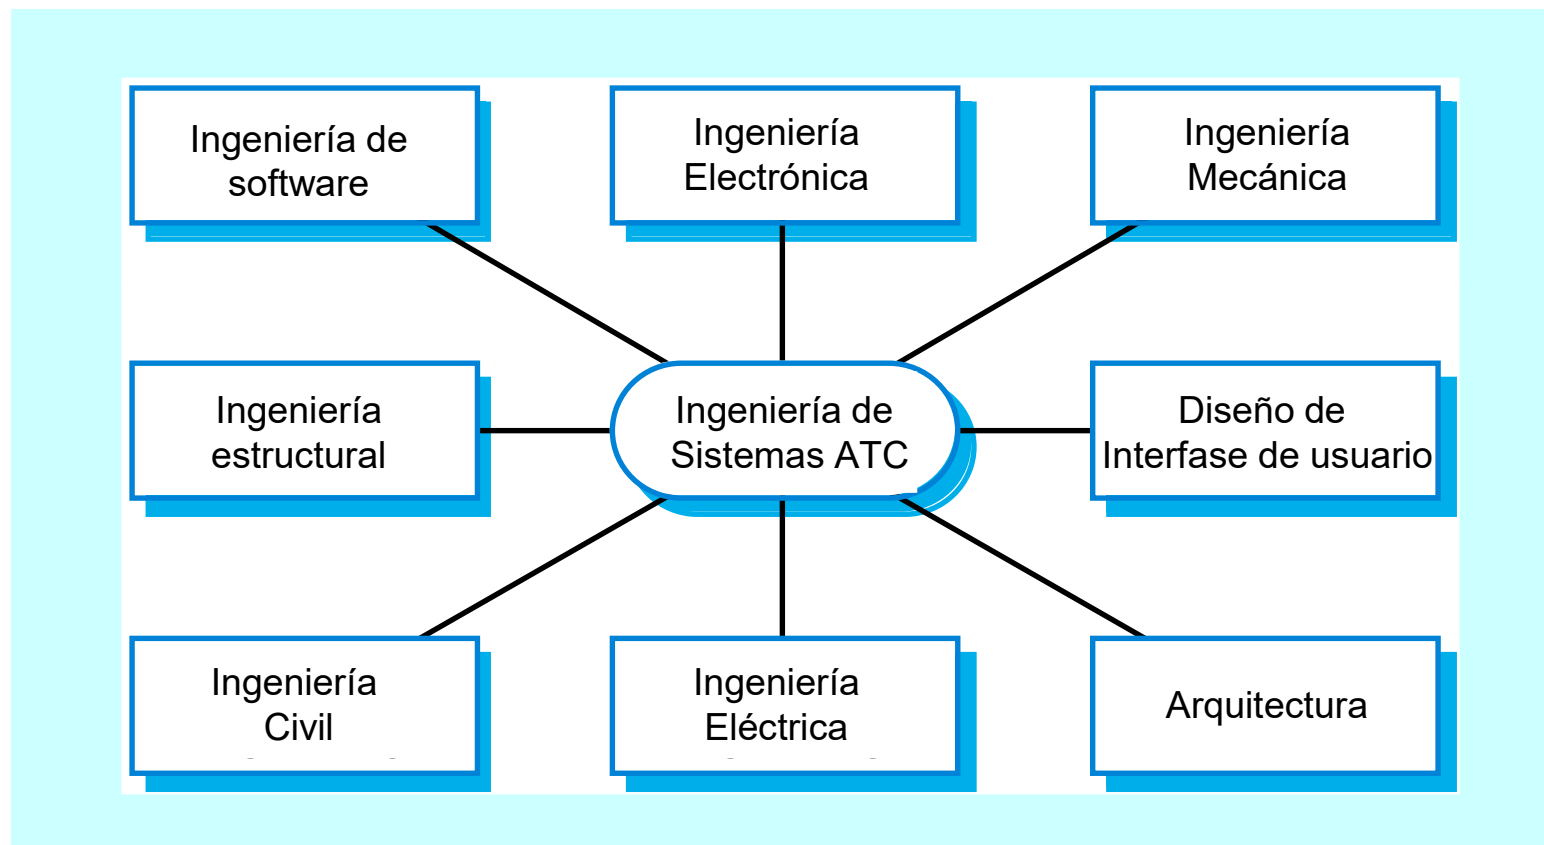 Ingeniería de
software
Ingeniería
Electrónica
Ingeniería
Mecánica
Ingeniería
estructural
Ingeniería de
Sistemas ATC
Diseño de
Interfase de usuario
Ingeniería
Civil
Ingeniería
Eléctrica
Arquitectura